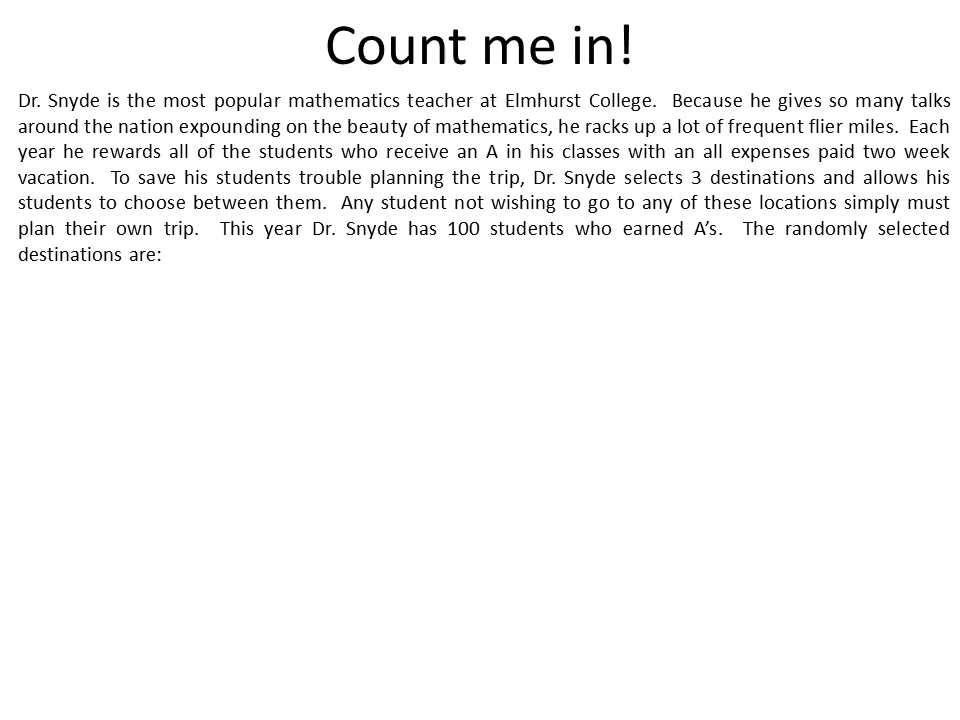 Count me in!
Dr. Snyde is the most popular mathematics teacher at Elmhurst College.  Because he gives so many talks
around the nation expounding on the beauty of mathematics, he racks up a lot of frequent flier miles.  Each
year he rewards all of the students who receive an A in his classes with an all expenses paid two week
vacation.  To save his students trouble planning the trip, Dr. Snyde selects 3 destinations and allows his
students to choose between them.  Any student not wishing to go to any of these locations simply must
plan their own trip.  This year Dr. Snyde has 100 students who earned A’s.  The randomly selected
destinations are: